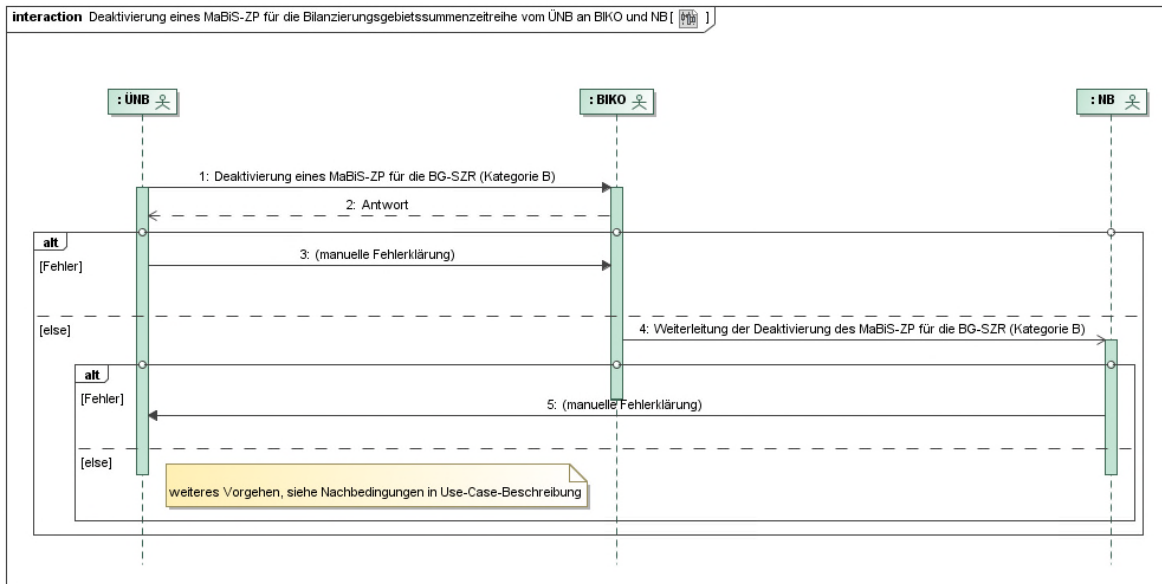 interaction Deaktivierung eines MaBiS-ZP für die Bilanzierungsgebietssummenzeitreihe vom ÜNB an BIKO und NB[ ]
: ÜNB
: BIKO
: NB
1: Deaktivierung eines MaBiS-ZP für die BG-SZR (Kategorie B)
2: Antwort
alt
[Fehler]
3: (manuelle Fehlerklärung)
[else]
4: Weiterleitung der Deaktivierung des MaBiS-ZP für die BG-SZR (Kategorie B)
alt
[Fehler]
5: (manuelle Fehlerklärung)
[else]
weiteres Vorgehen, siehe Nachbedingungen in Use-Case-Beschreibung